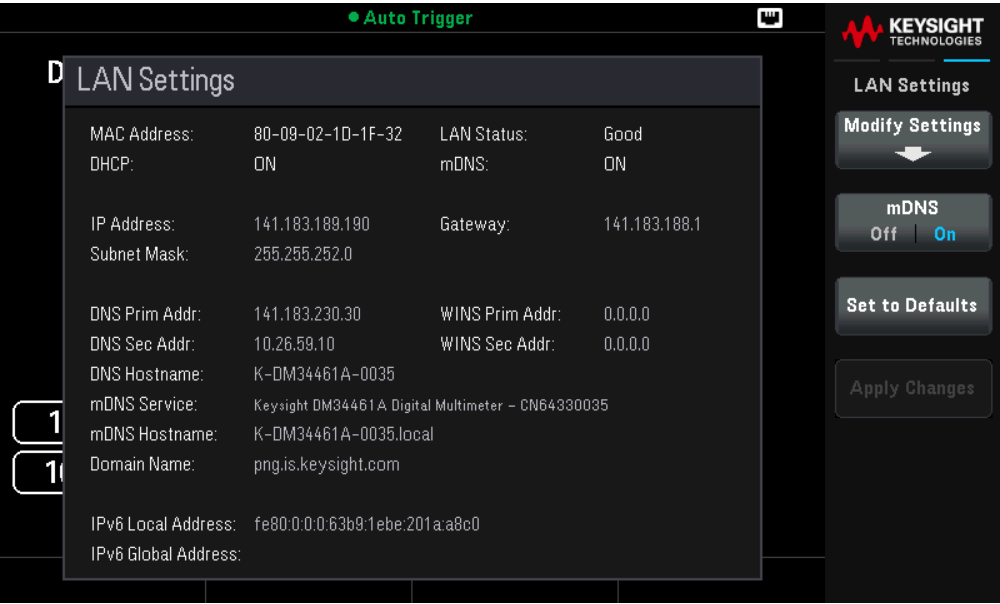 Auto Trigger
KEYSIGHT
TECHNOLOGIES
D
LAN Settings
MAC Address: 80-09-02-1D-1F-32 LAN Status: Good
DHCP: ON mDNS: ON
IP Address: 141.183.189.190 Gateway: 141.183.188.1
Subnet Mask: 255.255.252.0
DNS Prim Addr: 141.183.230.30 WINS Prim Addr: 0.0.0.0
DNS Sec Addr: 10.26.59.10 WINS Sec Addr: 0.0.0.0
DNS Hostname: K-DM34461A-0035
mDNS Service: Keysight DM34461A Digital Multimeter - CN64330035
mDNS Hostname: K-DM34461A-0035.local
Domain Name: png.is.keysight.com
IPv6 Local Address: fe80:0:0:0:63b9:1ebe:201a:a8c0
IPv6 Global Address:
1
10
LAN Settings
Modify Settings
mDNS
Off On
Set to Defaults
Apply Changes